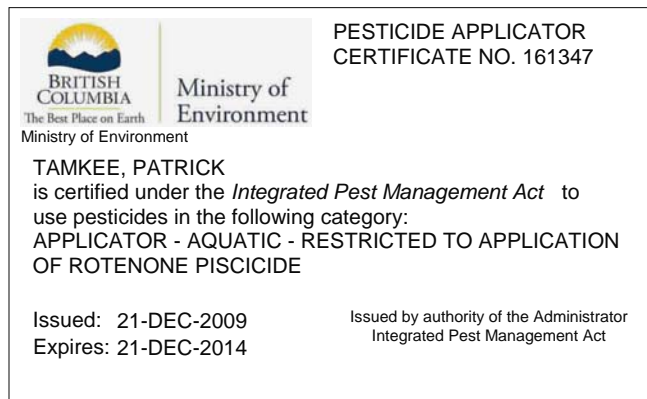 BRITISH
COLUMBIA
The Best Place on Earth
Ministry of
Environment
Ministry of Environment
PESTICIDE APPLICATOR
CERTIFICATE NO. 161347
TAMKEE, PATRICK
is certified under the Integrated Pest Management Act to
use pesticides in the following category:
APPLICATOR - AQUATIC - RESTRICTED TO APPLICATION
OF ROTENONE PISCICIDE
Issued: 21-DEC-2009
Expires: 21-DEC-2014
Issued by authority of the Administrator
Integrated Pest Management Act